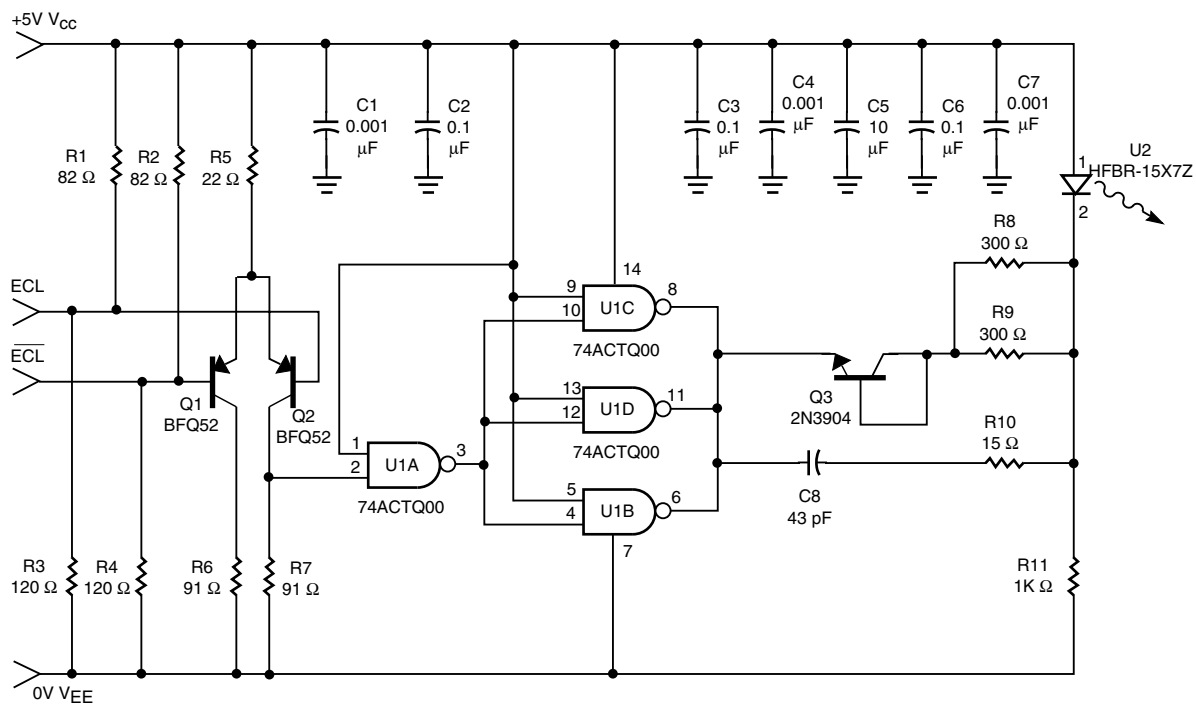 +5V VCC
R1
82 Ω
R2
82 Ω
R5
22 Ω
C1
0.001
µF
C2
0.1
µF
C3
0.1
µF
C4
0.001
µF
C5
10
µF
C6
0.1
µF
C7
0.001
µF
U2
HFBR-15X7Z
1
2
R8
300 Ω
R9
300 Ω
ECL
ECL
Q1
BFQ52
Q2
BFQ52
14
9
10
U1C
8
74ACTQ00
13
12
U1D
11
74ACTQ00
1
2
U1A
3
74ACTQ00
5
4
U1B
6
7
Q3
2N3904
R10
15 Ω
C8
43 pF
R3
120 Ω
R4
120 Ω
R6
91 Ω
R7
91 Ω
R11
1K Ω
0V VEE